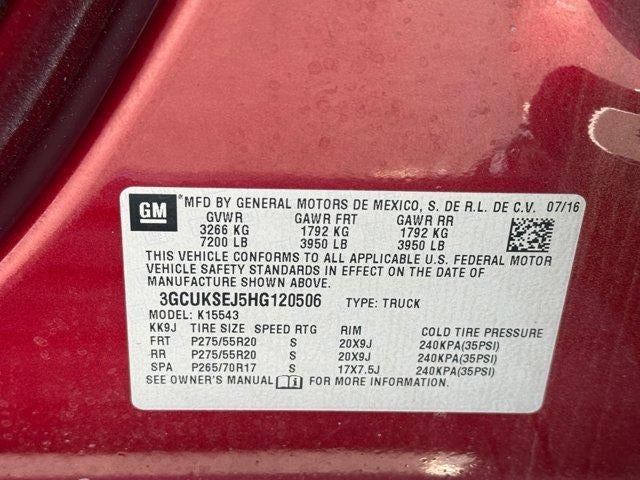 GM
*MFD BY GENERAL MOTORS DE MEXICO, S. DE R.L. DE C.V. 07/16
GVWR GAWR FRT GAWR RR
3266 KG 1792 KG 1792 KG
7200 LB 3950 LB 3950 LB
THIS VEHICLE CONFORMS TO ALL APPLICABLE U.S. FEDERAL MOTOR
VEHICLE SAFETY STANDARDS IN EFFECT ON THE DATE OF
MANUFACTURE SHOWN ABOVE.
3GCUKSEJ5HG120506 TYPE: TRUCK
MODEL: K15543
KK9J TIRE SIZE SPEED RTG RIM COLD TIRE PRESSURE
FRT P275/55R20 S 20X9J 240KPA(35PSI)
RR P275/55R20 S 20X9J 240KPA(35PSI)
SPA P265/70R17 S 17X7.5J 240KPA(35PSI)
SEE OWNER'S MANUAL FOR MORE INFORMATION.